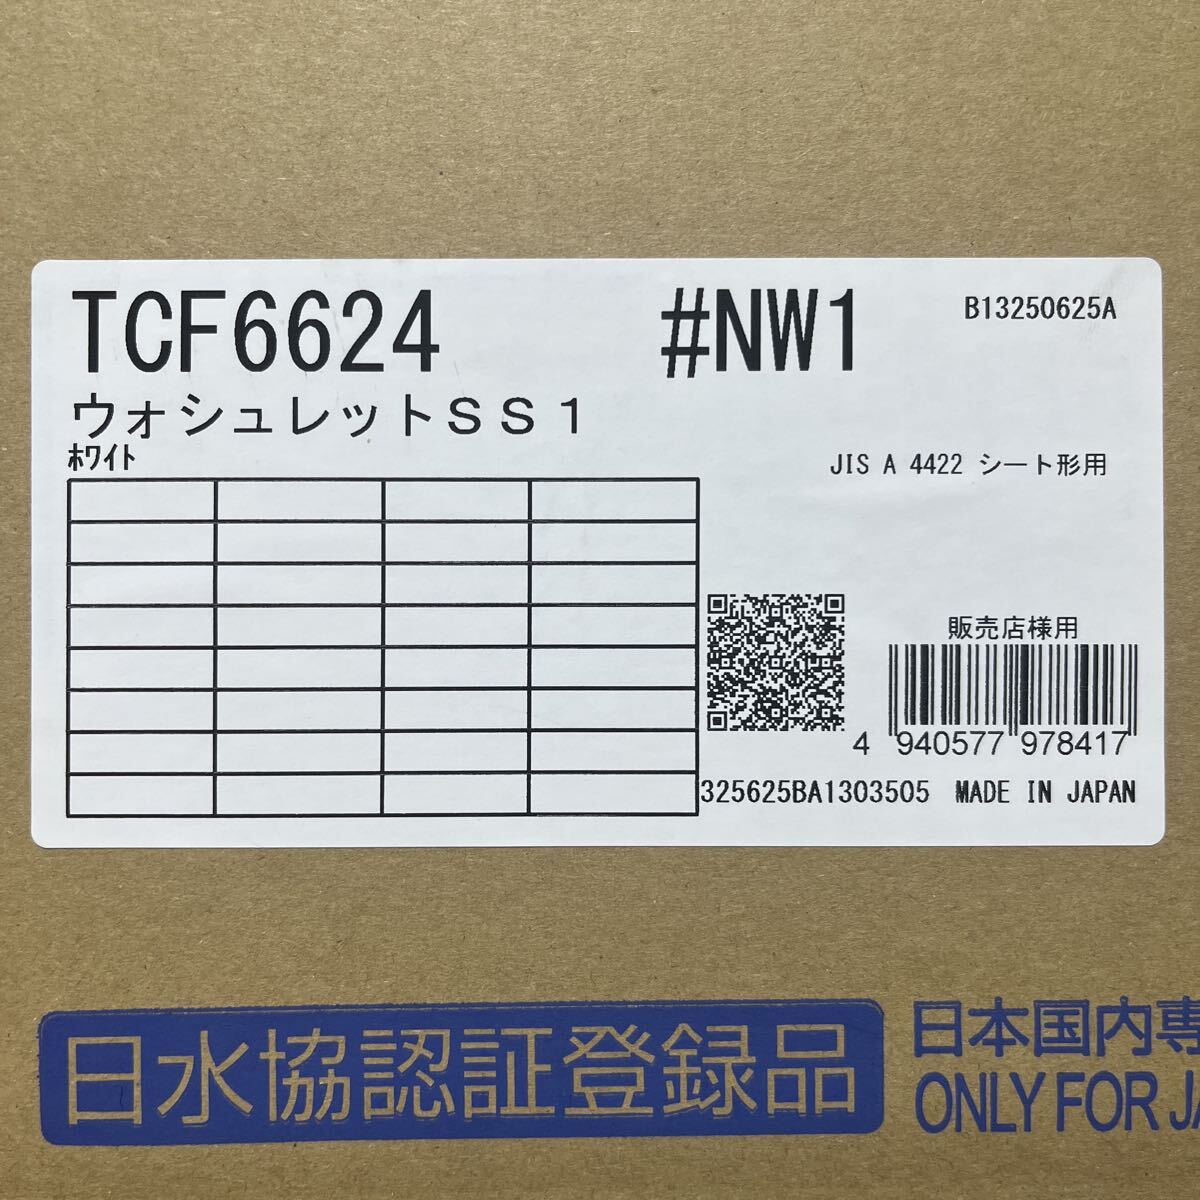 TCF6624 #NW1 B13250625A
ウォシュレットＳＳ１
ﾎﾜｲﾄ
JIS A 4422 シート形用
販売店様用
4 940577 978417
325625BA1303505 MADE IN JAPAN
日水協認証登録品
日本国内専
ONLY FOR JA